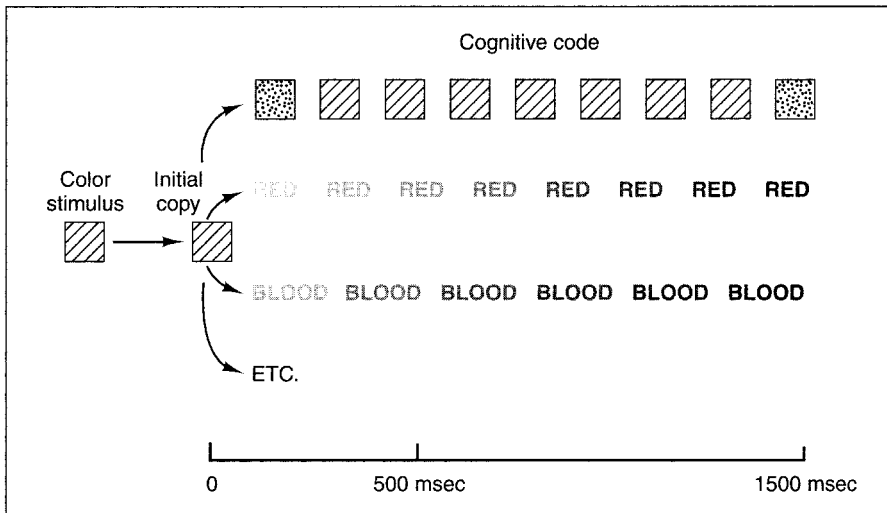 Cognitive code
Color
stimulus
Initial
copy
RED RED RED RED RED RED RED RED
BLOOD BLOOD BLOOD BLOOD BLOOD BLOOD
ETC.
0 500 msec 1500 msec